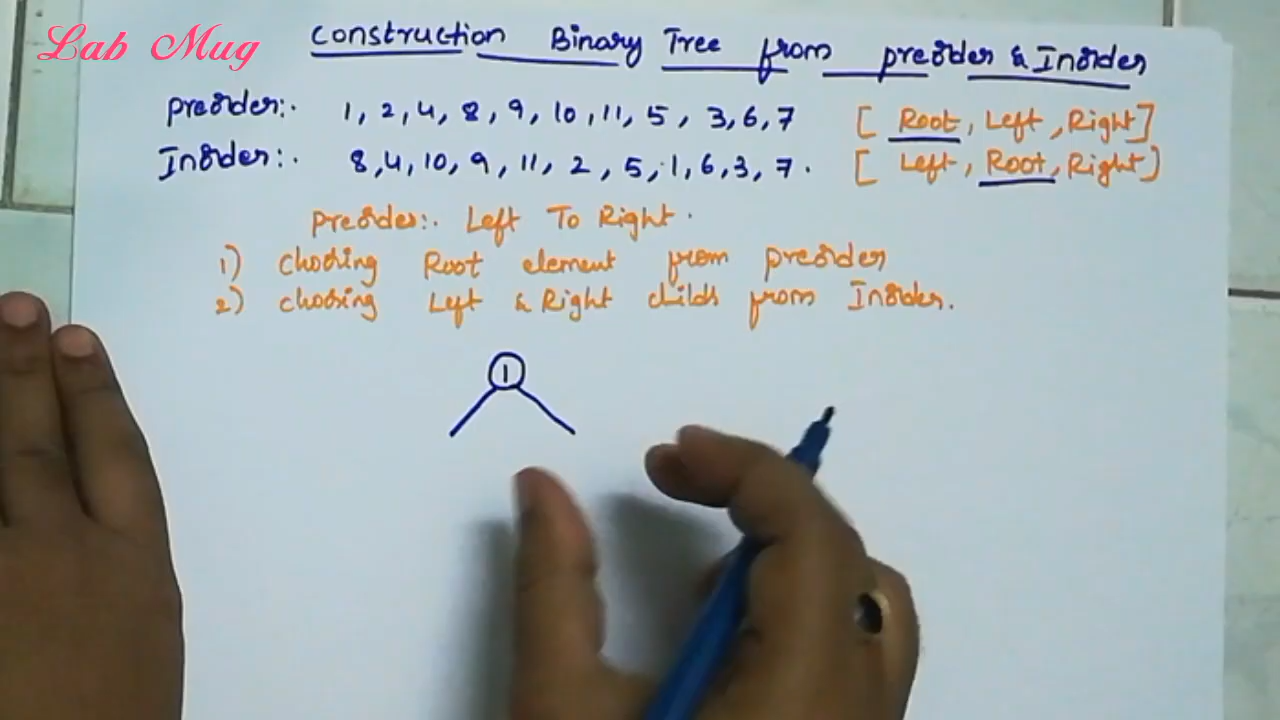 Lab Mug
Construction Binary Tree from preorder & Inorder
preorder:. 1, 2, 4, 8, 9, 10, 11, 5, 3, 6, 7 [Root, Left, Right]
Inorder:. 8, 4, 10, 9, 11, 2, 5, 1, 6, 3, 7. [Left, Root, Right]
preorder:. Left To Right.
1) choosing Root element from preorder
2) choosing Left & Right childs from Inorder.
1